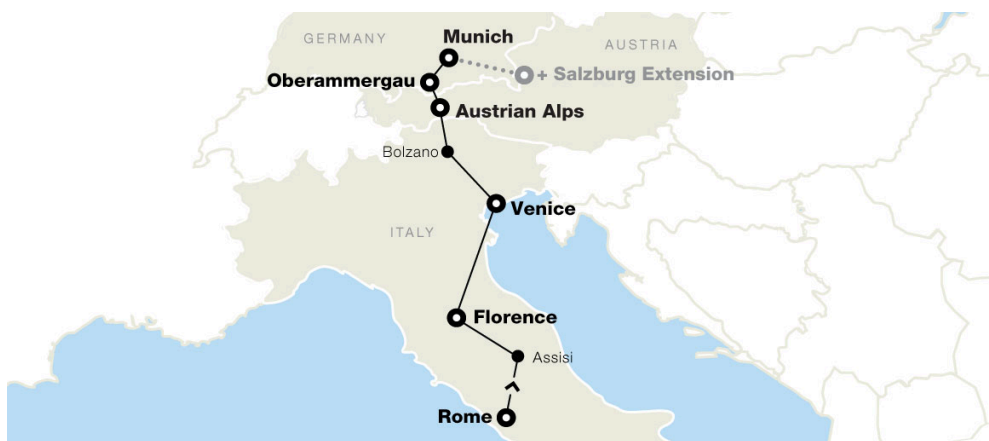 GERMANY
Munich
AUSTRIA
+ Salzburg Extension
Oberammergau
Austrian Alps
Bolzano
Venice
ITALY
Florence
Assisi
Rome